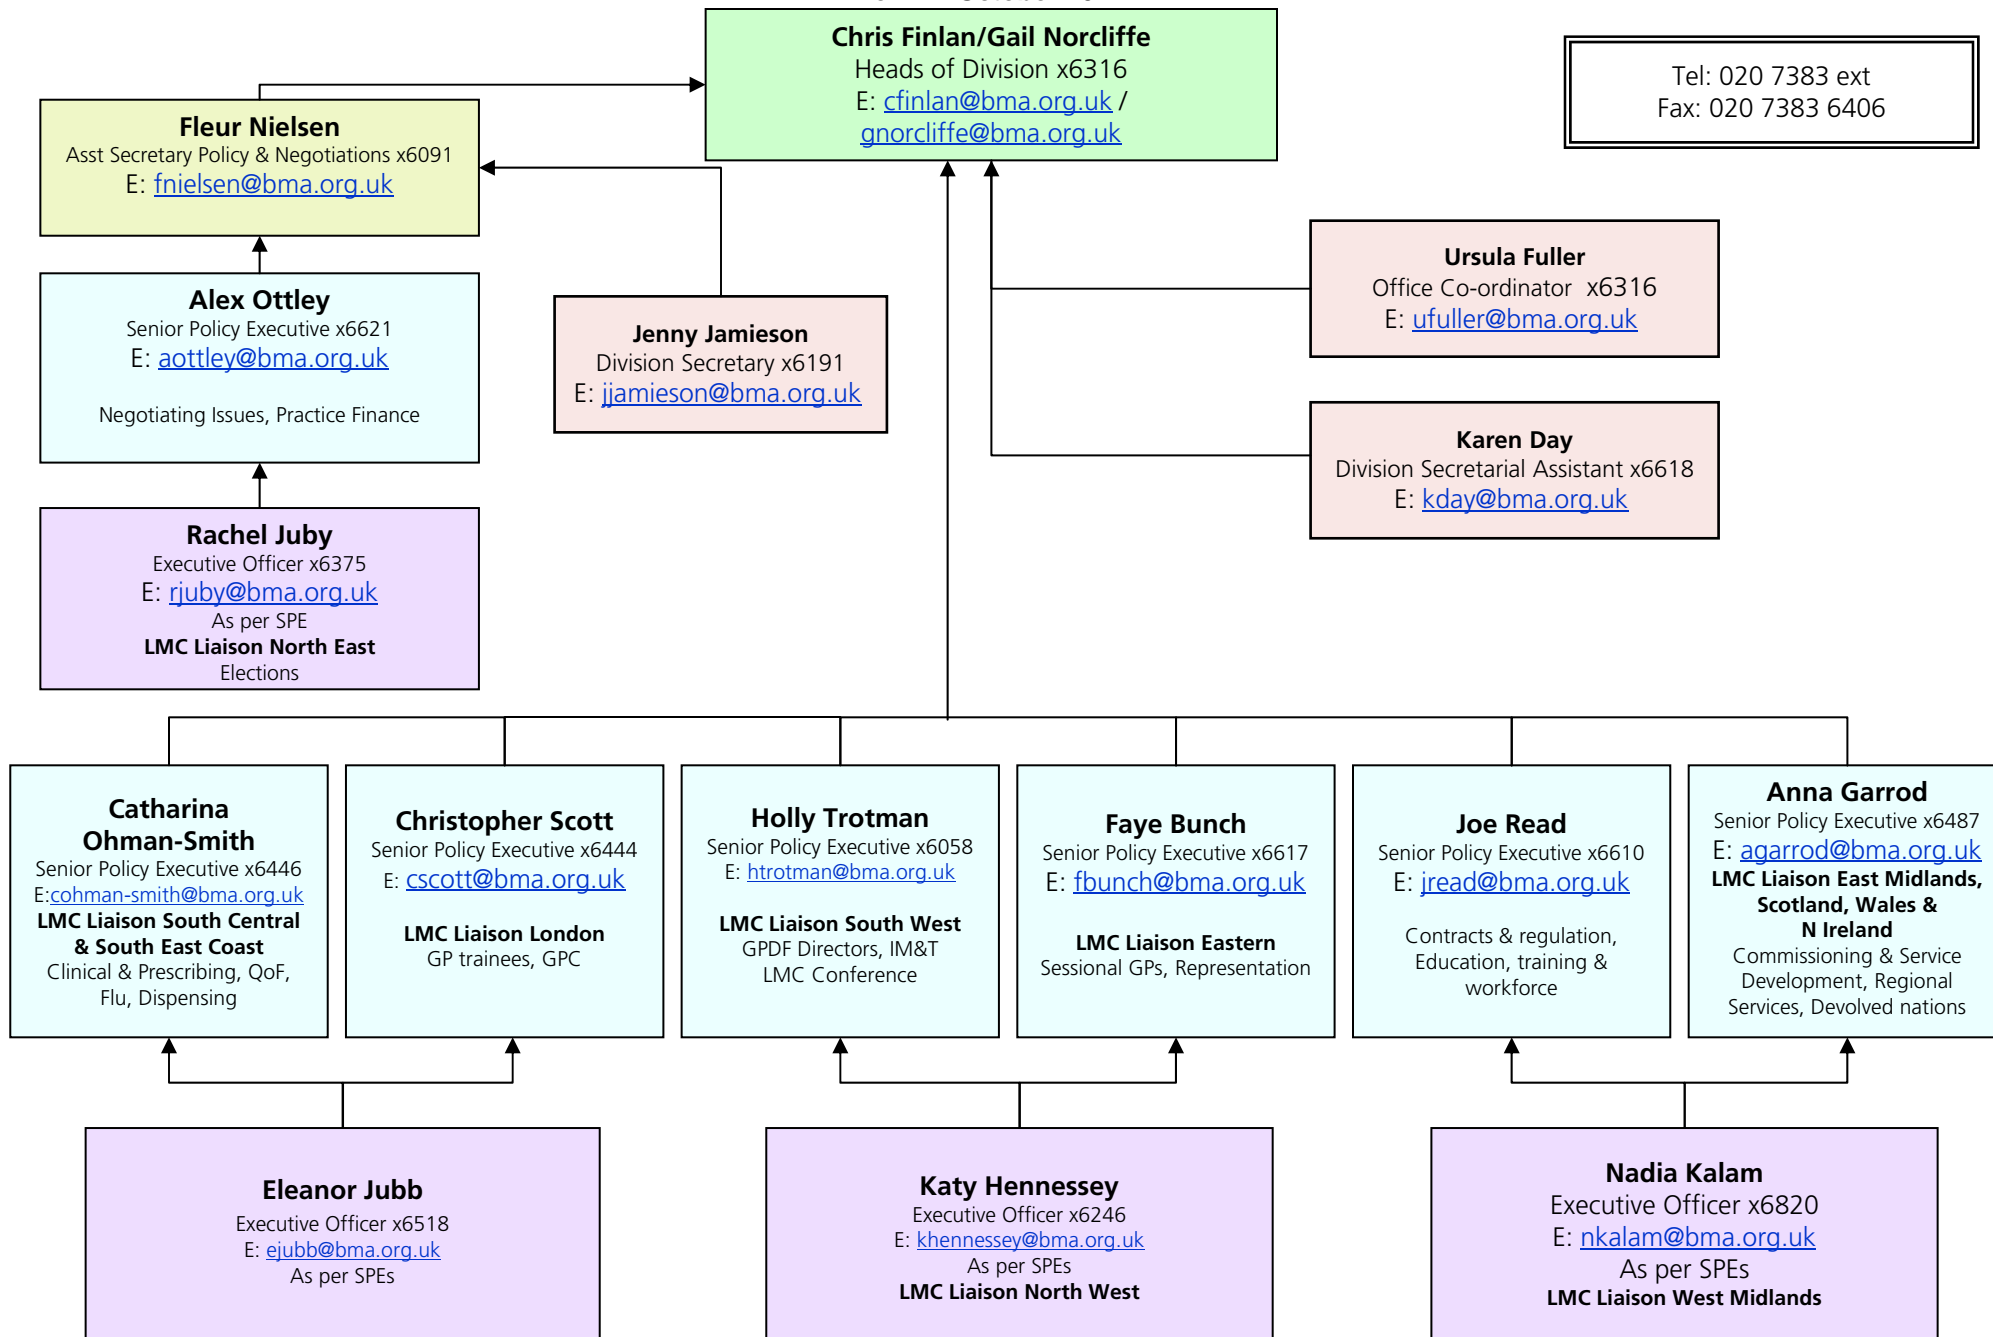 Chris Finlan/Gail Norcliffe
Heads of Division x6316
E: cfinlan@bma.org.uk /
gnorcliffe@bma.org.uk
Tel: 020 7383 ext
Fax: 020 7383 6406
Fleur Nielsen
Asst Secretary Policy & Negotiations x6091
E: fnielsen@bma.org.uk
Alex Ottley
Senior Policy Executive x6621
E: aottley@bma.org.uk
Negotiating Issues, Practice Finance
Jenny Jamieson
Division Secretary x6191
E: jjamieson@bma.org.uk
Ursula Fuller
Office Co-ordinator x6316
E: ufuller@bma.org.uk
Karen Day
Division Secretarial Assistant x6618
E: kday@bma.org.uk
Rachel Juby
Executive Officer x6375
E: rjuby@bma.org.uk
As per SPE
LMC Liaison North East
Elections
Catharina
Ohman-Smith
Senior Policy Executive x6446
E:cohman-smith@bma.org.uk
LMC Liaison South Central
& South East Coast
Clinical & Prescribing, QoF,
Flu, Dispensing
Christopher Scott
Senior Policy Executive x6444
E: cscott@bma.org.uk
LMC Liaison London
GP trainees, GPC
Holly Trotman
Senior Policy Executive x6058
E: htrotman@bma.org.uk
LMC Liaison South West
GPDF Directors, IM&T
LMC Conference
Faye Bunch
Senior Policy Executive x6617
E: fbunch@bma.org.uk
LMC Liaison Eastern
Sessional GPs, Representation
Joe Read
Senior Policy Executive x6610
E: jread@bma.org.uk
Contracts & regulation,
Education, training &
workforce
Anna Garrod
Senior Policy Executive x6487
E: agarrod@bma.org.uk
LMC Liaison East Midlands,
Scotland, Wales &
N Ireland
Commissioning & Service
Development, Regional
Services, Devolved nations
Eleanor Jubb
Executive Officer x6518
E: ejubb@bma.org.uk
As per SPEs
Katy Hennessey
Executive Officer x6246
E: khennessey@bma.org.uk
As per SPEs
LMC Liaison North West
Nadia Kalam
Executive Officer x6820
E: nkalam@bma.org.uk
As per SPEs
LMC Liaison West Midlands